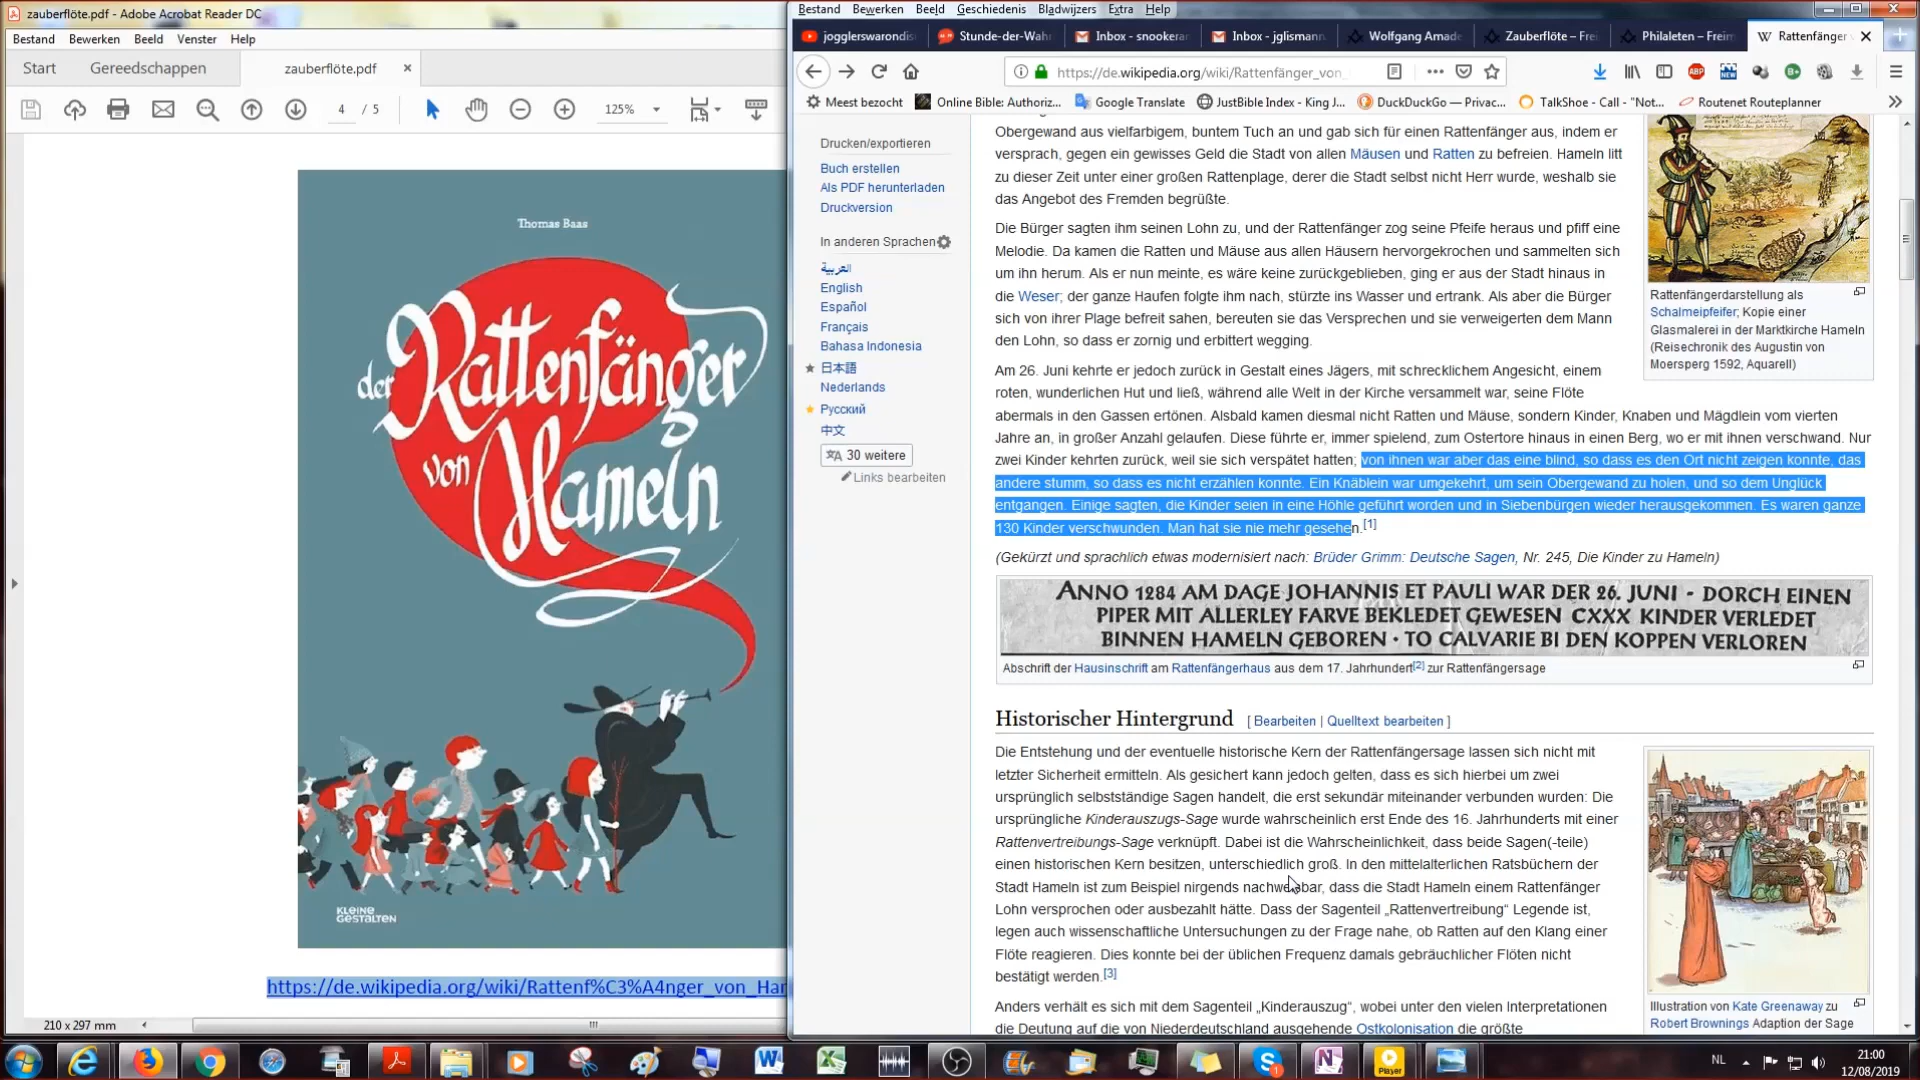 zauberflöte.pdf - Adobe Acrobat Reader DC
Bestand Bewerken Beeld Venster Help
Start Gereedschappen zauberflöte.pdf ×
4 / 5 125%
Thomas Baas
der Rattenfänger
von Hameln
KLEINE
GESTALTEN
https://de.wikipedia.org/wiki/Rattenf%C3%A4nger_von_Har
210 x 297 mm
Bestand Bewerken Beeld Geschiedenis Bladwijzers Extra Help
jogglerswarondis Stunde-der-Wahr Inbox - snookerar Inbox - jglismann. Wolfgang Amade Zauberflöte – Frei Philaleten – Freim Rattenfänger
https://de.wikipedia.org/wiki/Rattenfänger_von_
Meest bezocht Online Bible: Authoriz... Google Translate JustBible Index - King J... DuckDuckGo — Privac... TalkShoe - Call - "Not... Routenet Routeplanner
Drucken/exportieren
Buch erstellen
Als PDF herunterladen
Druckversion
In anderen Sprachen
العربية
English
Español
Français
Bahasa Indonesia
日本語
Nederlands
Русский
中文
30 weitere
Links bearbeiten
Obergewand aus vielfarbigem, buntem Tuch an und gab sich für einen Rattenfänger aus, indem er
versprach, gegen ein gewisses Geld die Stadt von allen Mäusen und Ratten zu befreien. Hameln litt
zu dieser Zeit unter einer großen Rattenplage, derer die Stadt selbst nicht Herr wurde, weshalb sie
das Angebot des Fremden begrüßte.
Die Bürger sagten ihm seinen Lohn zu, und der Rattenfänger zog seine Pfeife heraus und pfiff eine
Melodie. Da kamen die Ratten und Mäuse aus allen Häusern hervorgekrochen und sammelten sich
um ihn herum. Als er nun meinte, es wäre keine zurückgeblieben, ging er aus der Stadt hinaus in
die Weser; der ganze Haufen folgte ihm nach, stürzte ins Wasser und ertrank. Als aber die Bürger
sich von ihrer Plage befreit sahen, bereuten sie das Versprechen und sie verweigerten dem Mann
den Lohn, so dass er zornig und erbittert wegging.
Am 26. Juni kehrte er jedoch zurück in Gestalt eines Jägers, mit schrecklichem Angesicht, einem
roten, wunderlichen Hut und ließ, während alle Welt in der Kirche versammelt war, seine Flöte
abermals in den Gassen ertönen. Alsbald kamen diesmal nicht Ratten und Mäuse, sondern Kinder, Knaben und Mägdlein vom vierten
Jahre an, in großer Anzahl gelaufen. Diese führte er, immer spielend, zum Ostertore hinaus in einen Berg, wo er mit ihnen verschwand. Nur
zwei Kinder kehrten zurück, weil sie sich verspätet hatten; von ihnen war aber das eine blind, so dass es den Ort nicht zeigen konnte, das
andere stumm, so dass es nicht erzählen konnte. Ein Knäblein war umgekehrt, um sein Obergewand zu holen, und so dem Unglück
entgangen. Einige sagten, die Kinder seien in eine Höhle geführt worden und in Siebenbürgen wieder herausgekommen. Es waren ganze
130 Kinder verschwunden. Man hat sie nie mehr gesehen.[1]
(Gekürzt und sprachlich etwas modernisiert nach: Brüder Grimm: Deutsche Sagen, Nr. 245, Die Kinder zu Hameln)
Rattenfängerdarstellung als
Schalmeipfeifer; Kopie einer
Glasmalerei in der Marktkirche Hameln
(Reisechronik des Augustin von
Moersperg 1592, Aquarell)
ANNO 1284 AM DAGE JOHANNIS ET PAULI WAR DER 26. JUNI - DORCH EINEN
PIPER MIT ALLERLEY FARVE BEKLEDET GEWESEN CXXX KINDER VERLEDET
BINNEN HAMELN GEBOREN · TO CALVARIE BI DEN KOPPEN VERLOREN
Abschrift der Hausinschrift am Rattenfängerhaus aus dem 17. Jahrhundert[2] zur Rattenfängersage
Historischer Hintergrund [ Bearbeiten | Quelltext bearbeiten ]
Die Entstehung und der eventuelle historische Kern der Rattenfängersage lassen sich nicht mit
letzter Sicherheit ermitteln. Als gesichert kann jedoch gelten, dass es sich hierbei um zwei
ursprünglich selbstständige Sagen handelt, die erst sekundär miteinander verbunden wurden: Die
ursprüngliche Kinderauszugs-Sage wurde wahrscheinlich erst Ende des 16. Jahrhunderts mit einer
Rattenvertreibungs-Sage verknüpft. Dabei ist die Wahrscheinlichkeit, dass beide Sagen(-teile)
einen historischen Kern besitzen, unterschiedlich groß. In den mittelalterlichen Ratsbüchern der
Stadt Hameln ist zum Beispiel nirgends nachweisbar, dass die Stadt Hameln einem Rattenfänger
Lohn versprochen oder ausbezahlt hätte. Dass der Sagenteil „Rattenvertreibung“ Legende ist,
legen auch wissenschaftliche Untersuchungen zu der Frage nahe, ob Ratten auf den Klang einer
Flöte reagieren. Dies konnte bei der üblichen Frequenz damals gebräuchlicher Flöten nicht
bestätigt werden.[3]
Anders verhält es sich mit dem Sagenteil „Kinderauszug“, wobei unter den vielen Interpretationen
die Deutung auf die von Niederdeutschland ausgehende Ostkolonisation die größte
Illustration von Kate Greenaway zu
Robert Brownings Adaption der Sage
NL
21:00
12/08/2019